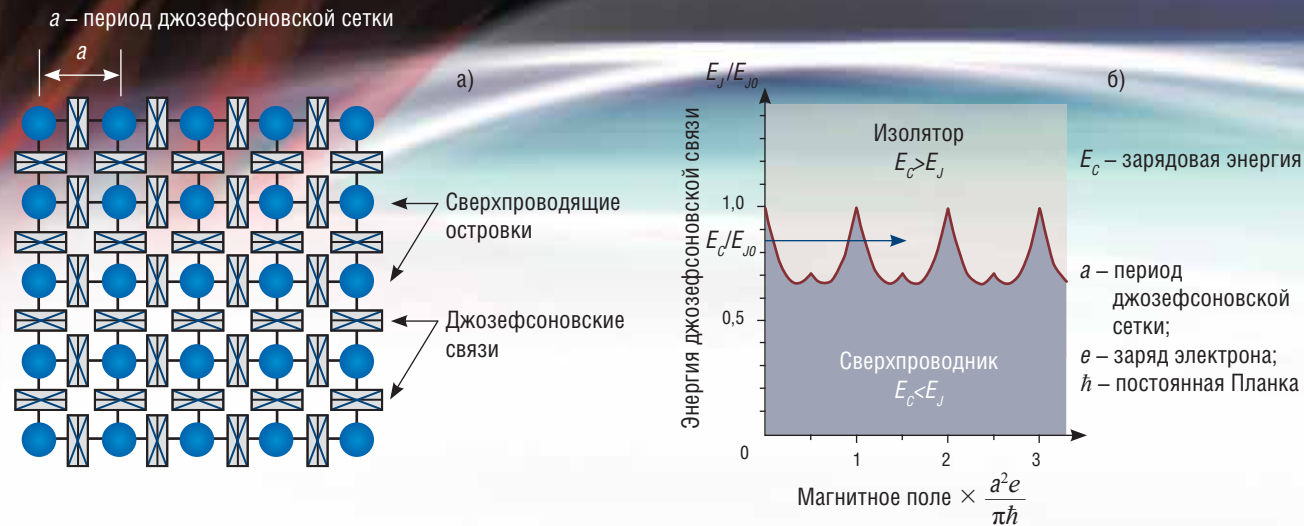 a – период джозефсоновской сетки
a
а)
Сверхпроводящие
островки
Джозефсоновские
связи
б)
E_J/E_J0
Энергия джозефсоновской связи
Изолятор
E_C>E_J
1,0
E_C/E_J0
0,5
Сверхпроводник
E_C<E_J
0
1
2
3
Магнитное поле × a²e
πħ
E_C – зарядовая энергия
a – период
джозефсоновской
сетки;
e – заряд электрона;
ħ – постоянная Планка